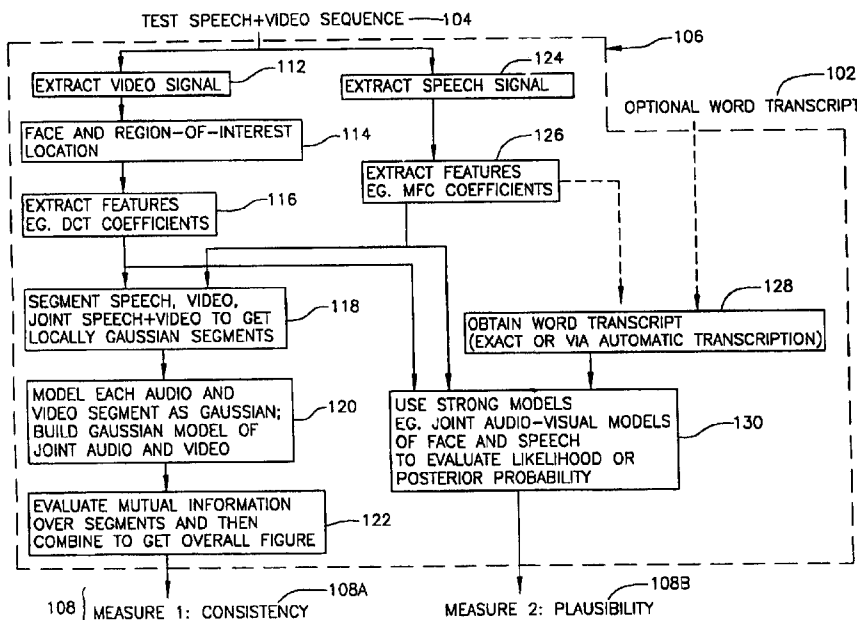 TEST SPEECH+VIDEO SEQUENCE 104
106
112
EXTRACT VIDEO SIGNAL
124
EXTRACT SPEECH SIGNAL
102
OPTIONAL WORD TRANSCRIPT
FACE AND REGION-OF-INTEREST
LOCATION
114
126
EXTRACT FEATURES
EG. MFC COEFFICIENTS
EXTRACT FEATURES
EG. DCT COEFFICIENTS
116
SEGMENT SPEECH, VIDEO,
JOINT SPEECH+VIDEO TO GET
LOCALLY GAUSSIAN SEGMENTS
118
128
OBTAIN WORD TRANSCRIPT
(EXACT OR VIA AUTOMATIC TRANSCRIPTION)
MODEL EACH AUDIO AND
VIDEO SEGMENT AS GAUSSIAN;
BUILD GAUSSIAN MODEL OF
JOINT AUDIO AND VIDEO
120
USE STRONG MODELS
EG. JOINT AUDIO-VISUAL MODELS
OF FACE AND SPEECH
TO EVALUATE LIKELIHOOD OR
POSTERIOR PROBABILITY
130
EVALUATE MUTUAL INFORMATION
OVER SEGMENTS AND THEN
COMBINE TO GET OVERALL FIGURE
122
108
MEASURE 1: CONSISTENCY
108A
MEASURE 2: PLAUSIBILITY
108B